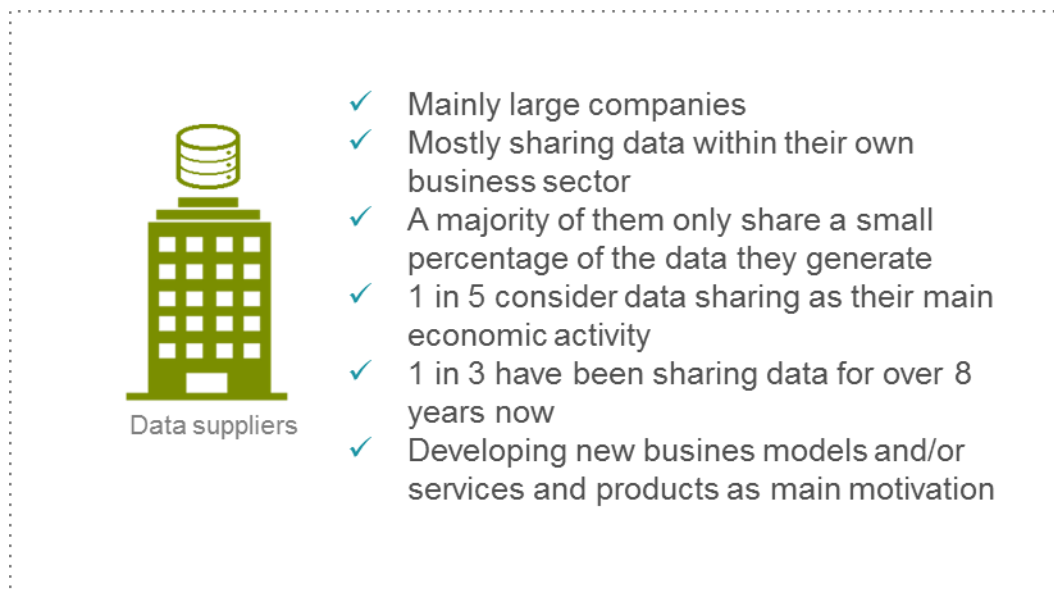 Mainly large companies
Mostly sharing data within their own
business sector
A majority of them only share a small
percentage of the data they generate
1 in 5 consider data sharing as their main
economic activity
1 in 3 have been sharing data for over 8
years now
Developing new busines models and/or
services and products as main motivation
Data suppliers